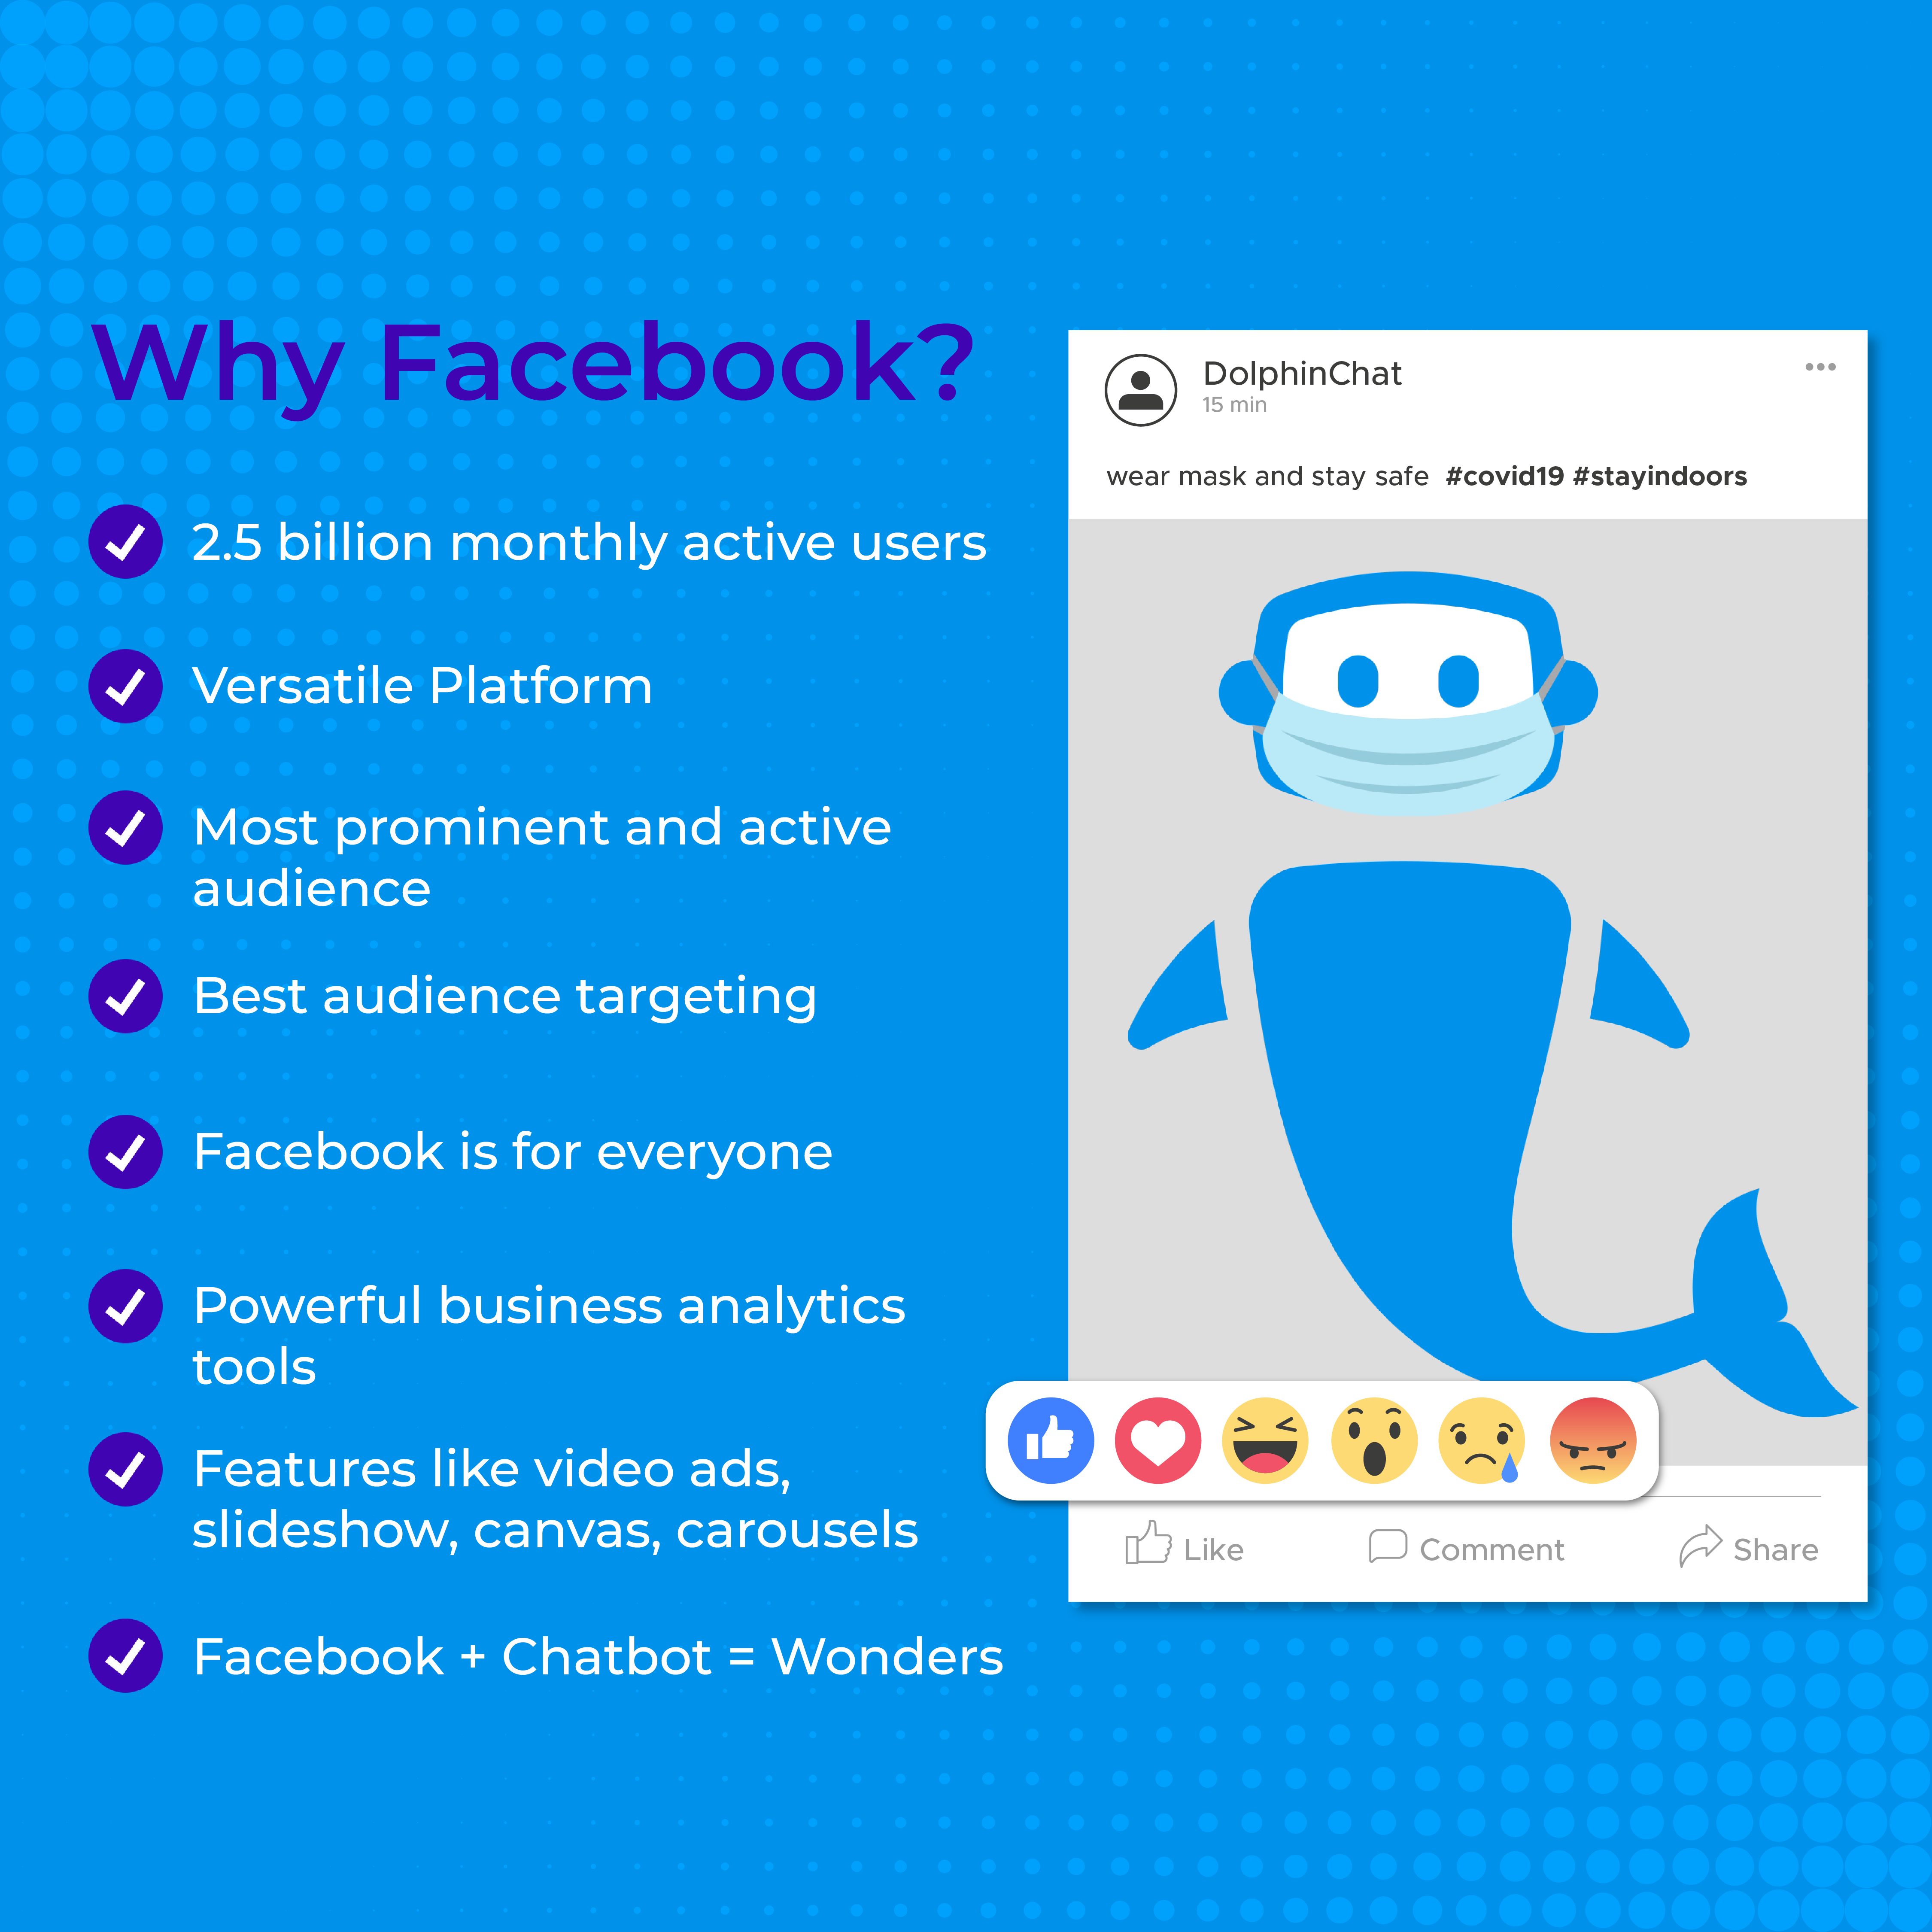 Why Facebook?
2.5 billion monthly active users
Versatile Platform
Most prominent and active
audience
Best audience targeting
Facebook is for everyone
Powerful business analytics
tools
Features like video ads,
slideshow, canvas, carousels
Facebook + Chatbot = Wonders
DolphinChat
15 min
wear mask and stay safe #covid19 #stayindoors
Like Comment Share